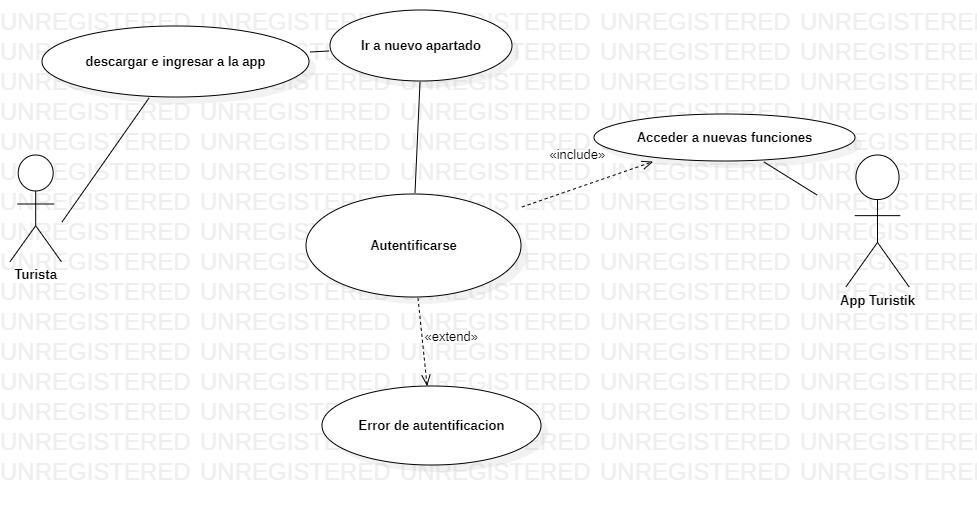 Ir a nuevo apartado
descargar e ingresar a la app
Acceder a nuevas funciones
«include»
Autentificarse
Turista
App Turistik
«extend»
Error de autentificacion
UNREGISTERED